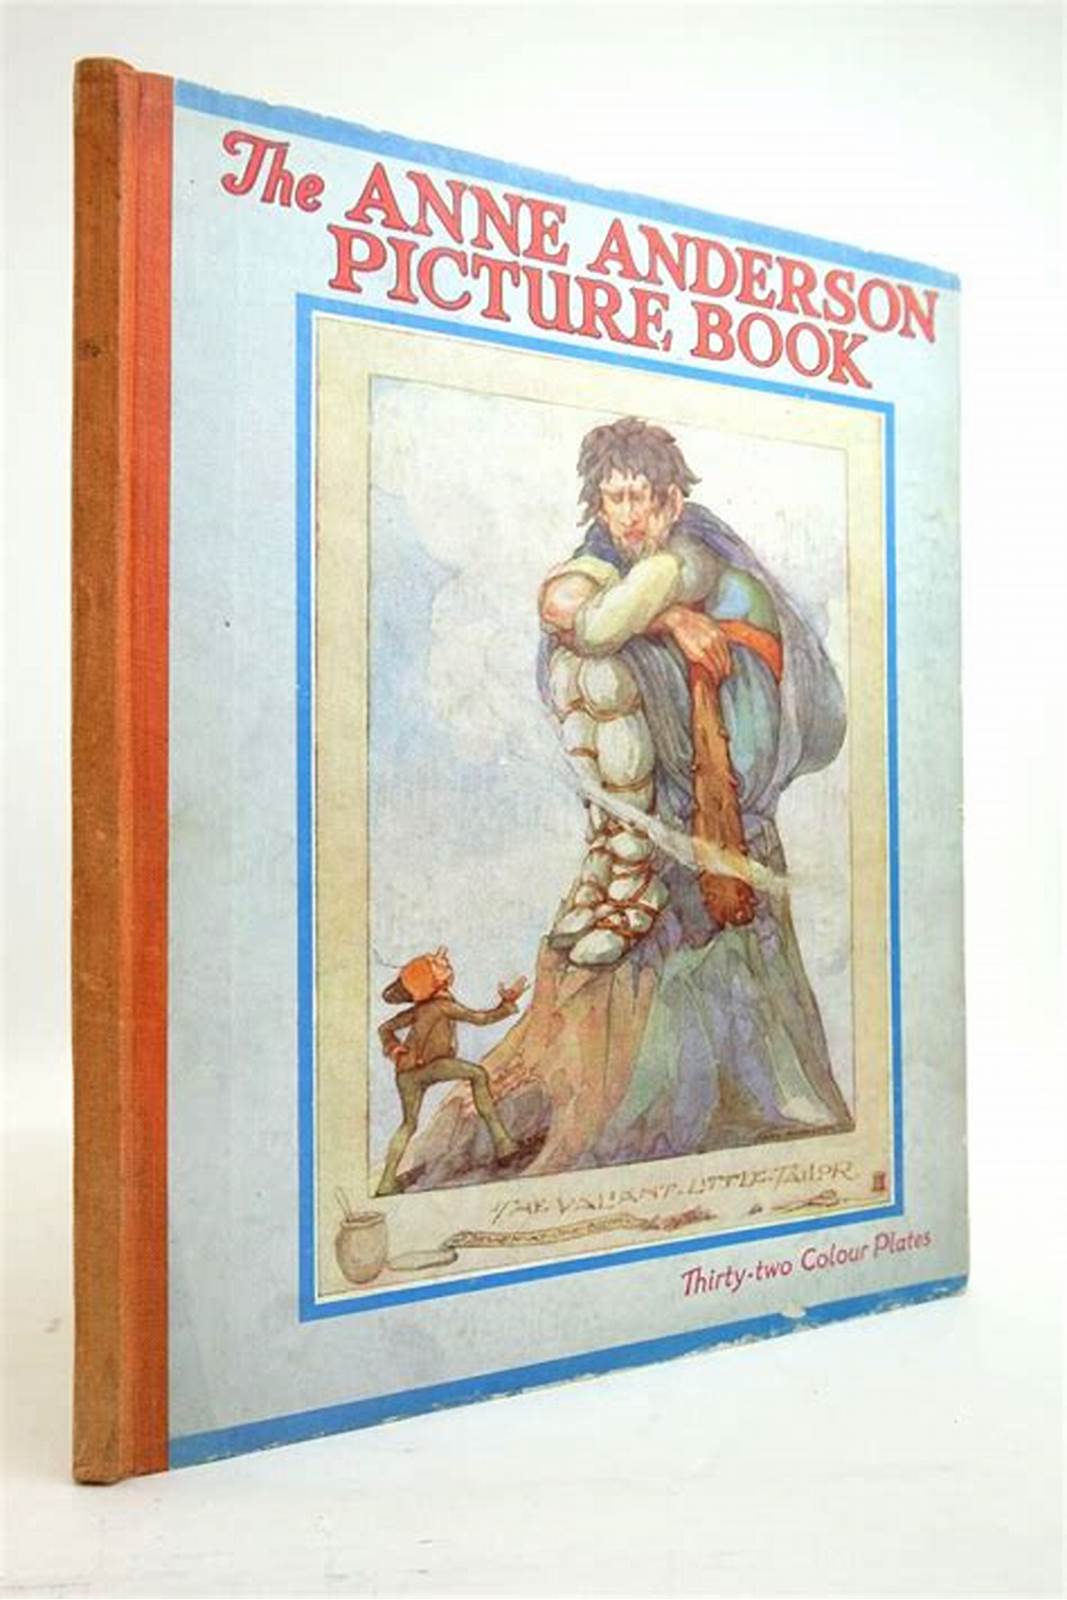 The ANNE ANDERSON
PICTURE BOOK
THE·VALIANT·LITTLE·TAILOR
Thirty-two Colour Plates